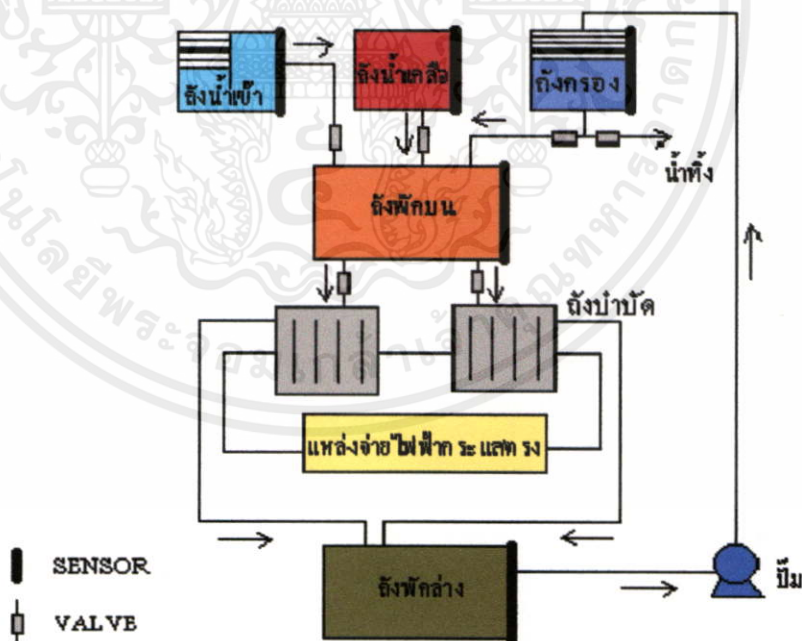 ถังน้ำเข้า
ถังน้ำเกลือ
ถังกรอง
น้ำทิ้ง
ถังพักบน
ถังบำบัด
แหล่งจ่ายไฟฟ้ากระแสตรง
ถังพักล่าง
ปั๊ม
SENSOR
VALVE